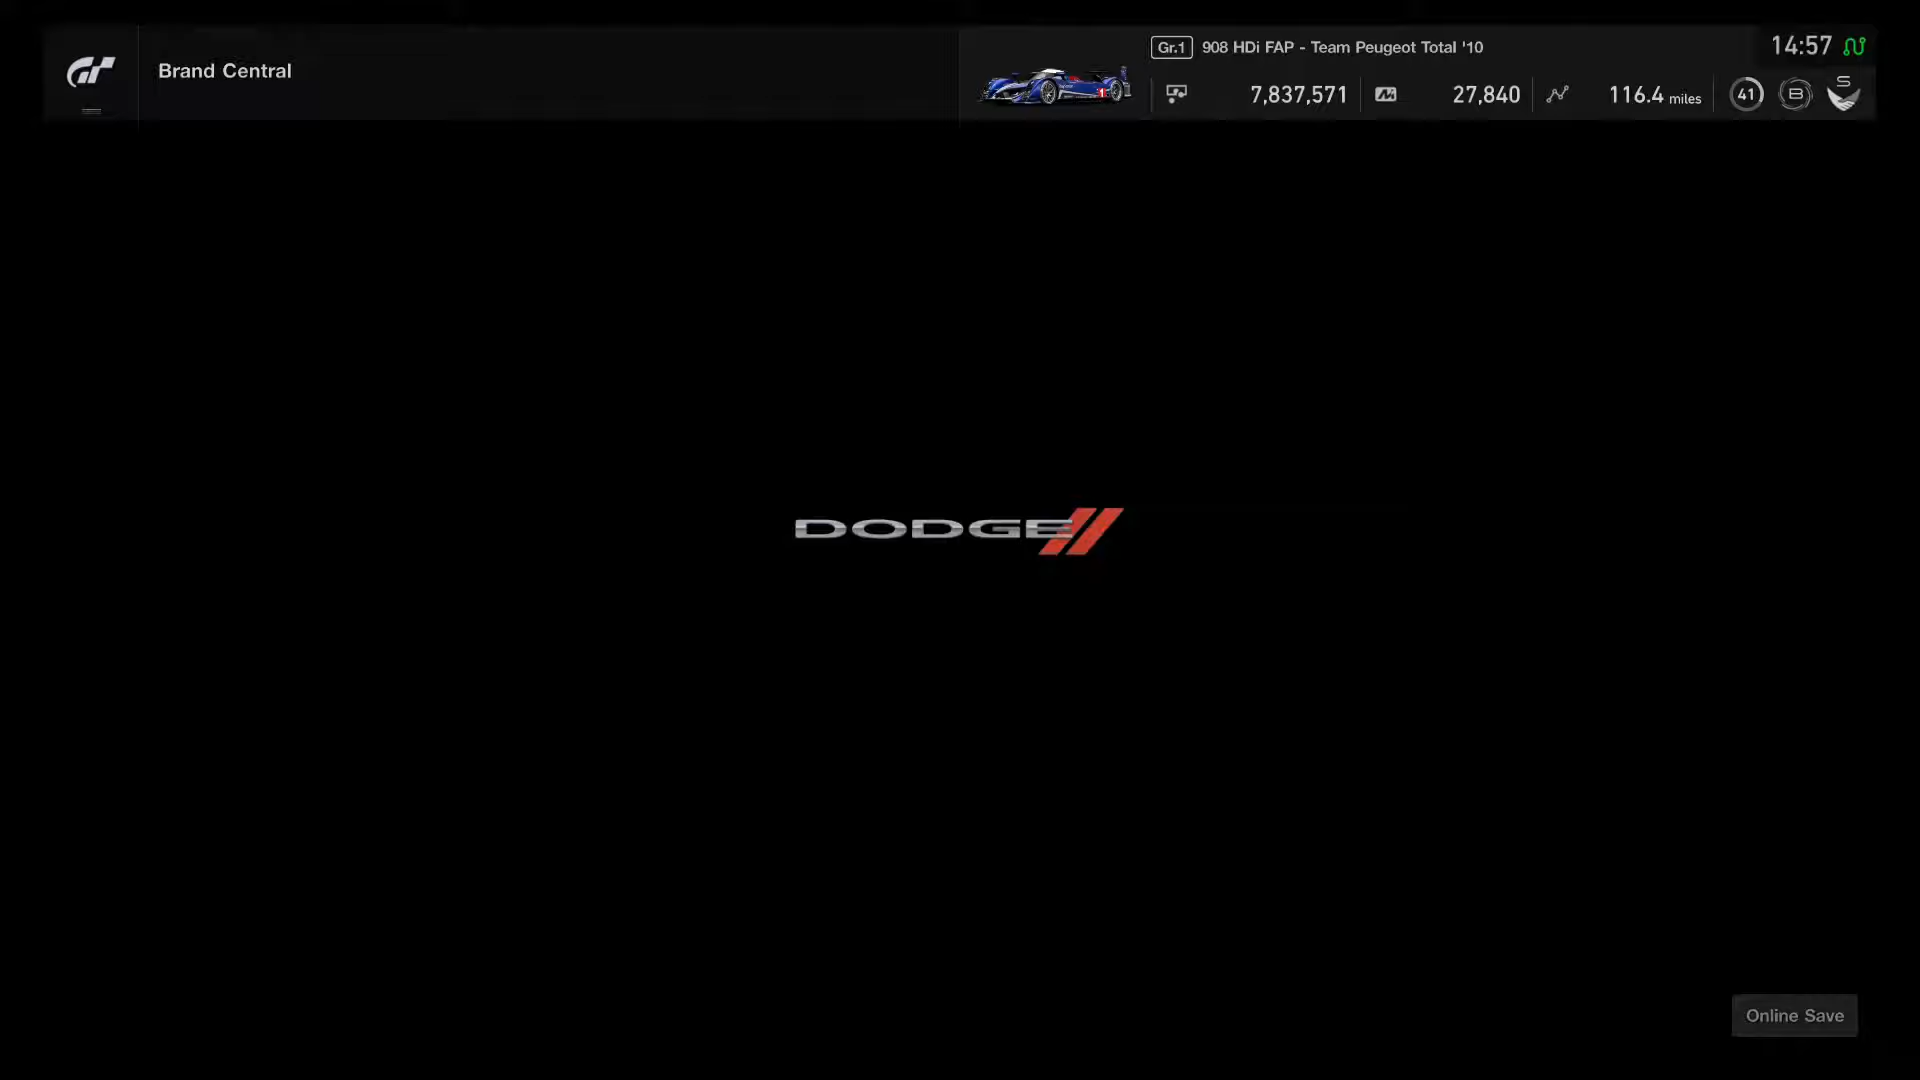 GT
Brand Central
Gr.1 908 HDi FAP - Team Peugeot Total '10
14:57
7,837,571
27,840
116.4 miles
41
B
S
DODGE
Online Save